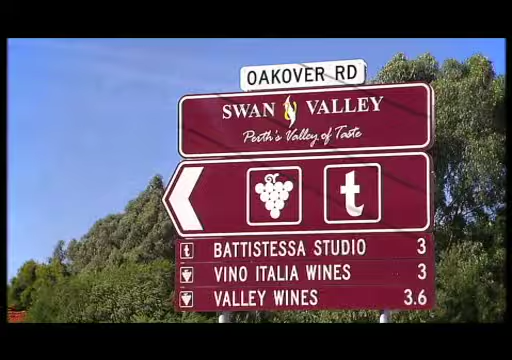 OAKOVER RD
SWAN VALLEY
Perth's Valley of Taste
t
t BATTISTESSA STUDIO 3
VINO ITALIA WINES 3
VALLEY WINES 3.6